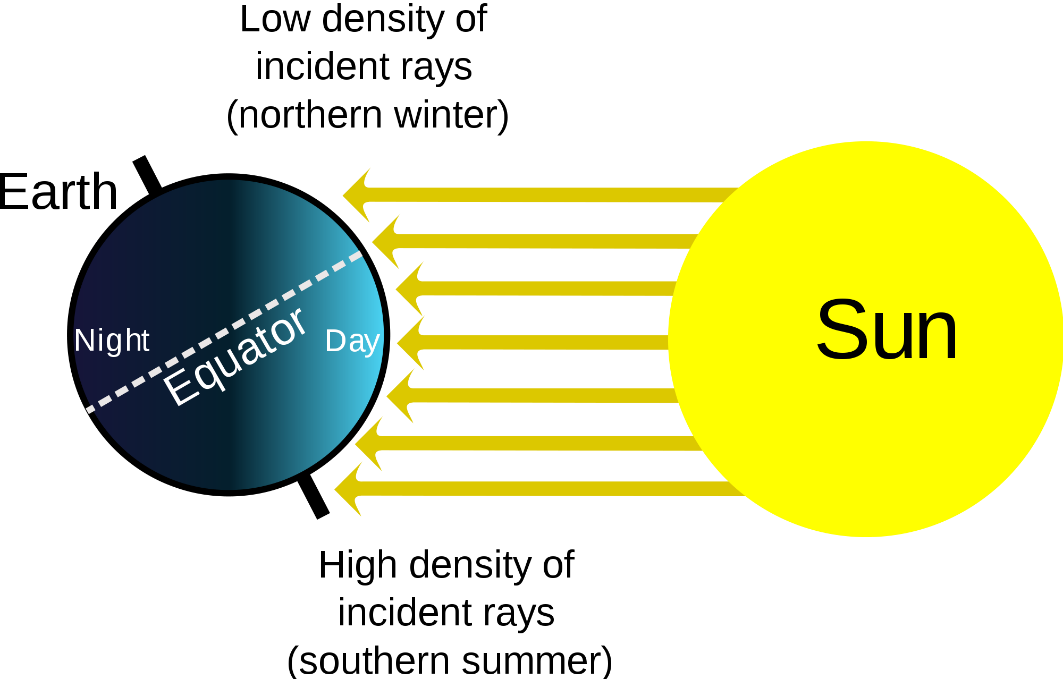 Low density of
incident rays
(northern winter)
Earth
Sun
Night
Equator
Day
High density of
incident rays
(southern summer)